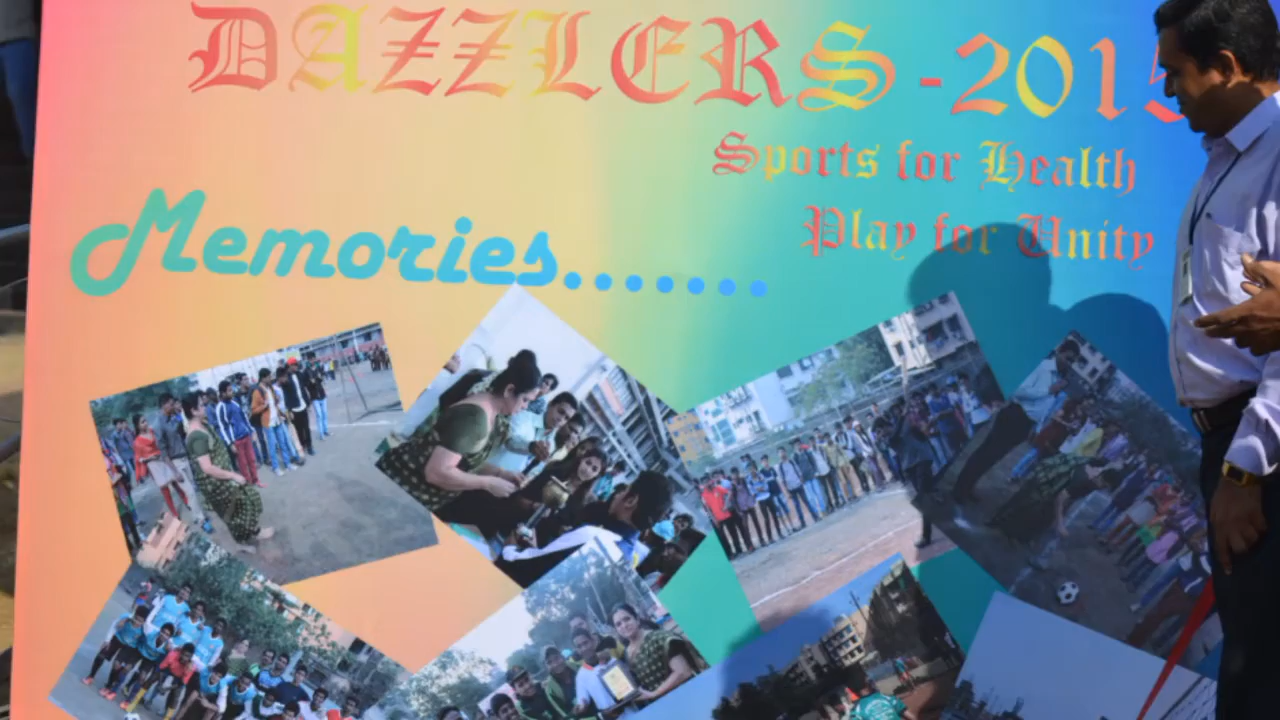 DAZZLERS - 2015
Sports for Health
Play for Unity
Memories.......